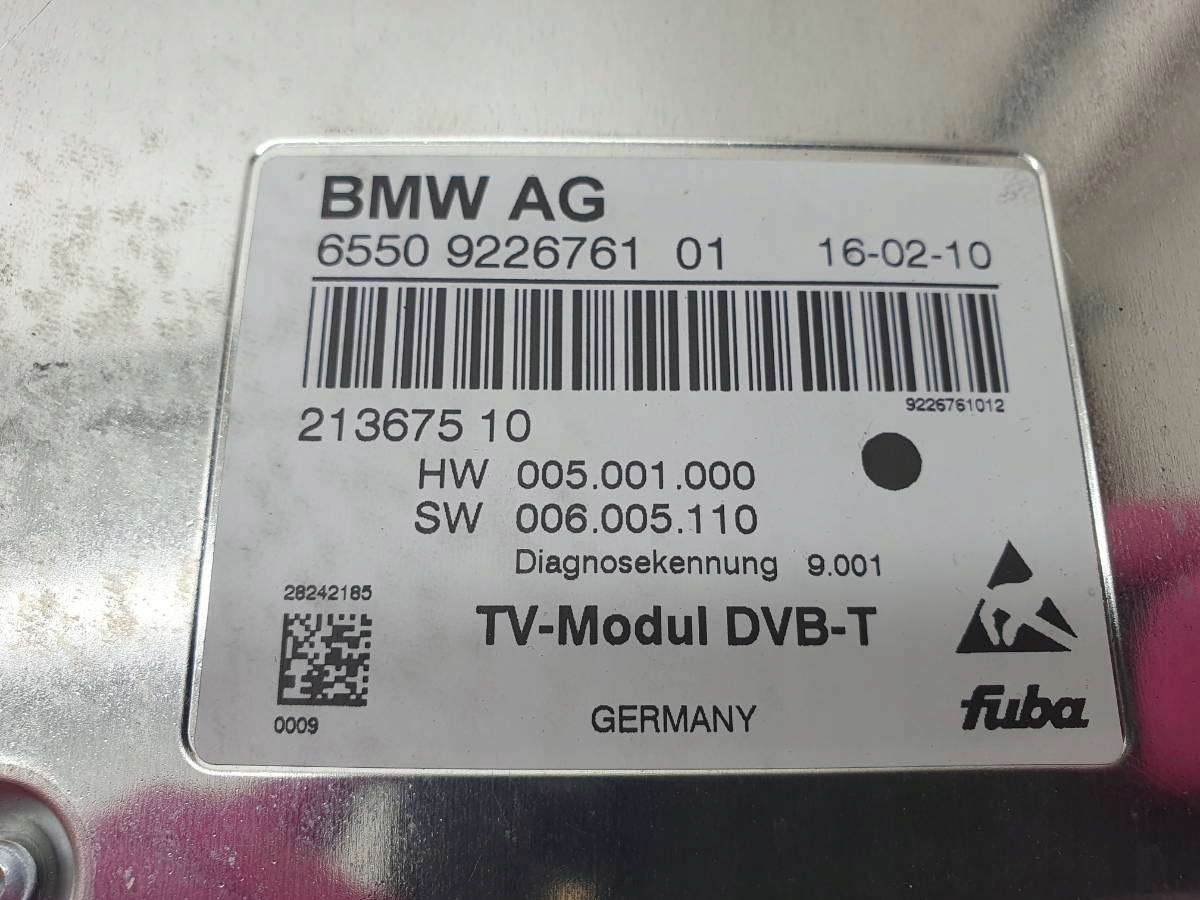 BMW AG
6550 9226761 01 16-02-10
9226761012
213675 10
HW 005.001.000
SW 006.005.110
Diagnosekennung 9.001
28242185
TV-Modul DVB-T
0009
GERMANY
fuba